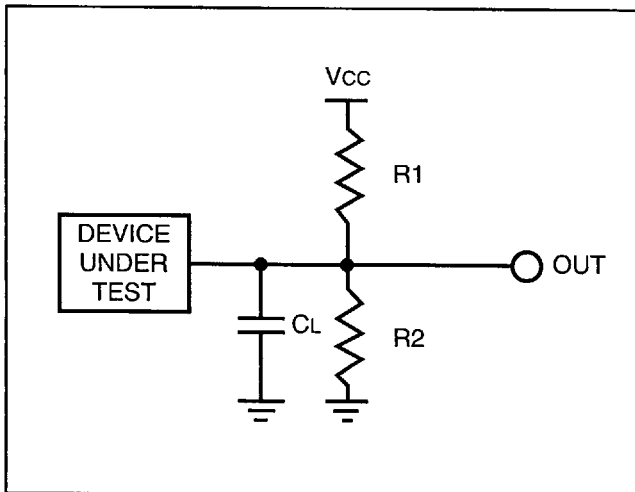 VCC
R1
DEVICE
UNDER
TEST
OUT
CL
R2